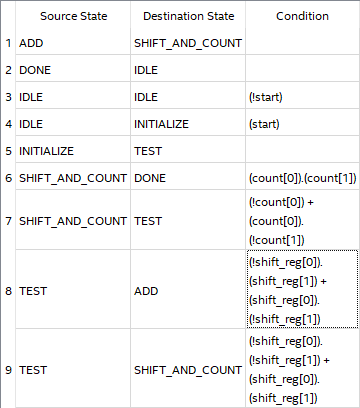 Source State Destination State Condition
1 ADD SHIFT_AND_COUNT
2 DONE IDLE
3 IDLE IDLE (!start)
4 IDLE INITIALIZE (start)
5 INITIALIZE TEST
6 SHIFT_AND_COUNT DONE (count[0]).(count[1])
7 SHIFT_AND_COUNT TEST (!count[0]) +
(count[0]).
(!count[1])
8 TEST ADD (!shift_reg[0]).
(shift_reg[1]) +
(shift_reg[0]).
(!shift_reg[1])
9 TEST SHIFT_AND_COUNT (!shift_reg[0]).
(!shift_reg[1]) +
(shift_reg[0]).
(shift_reg[1])